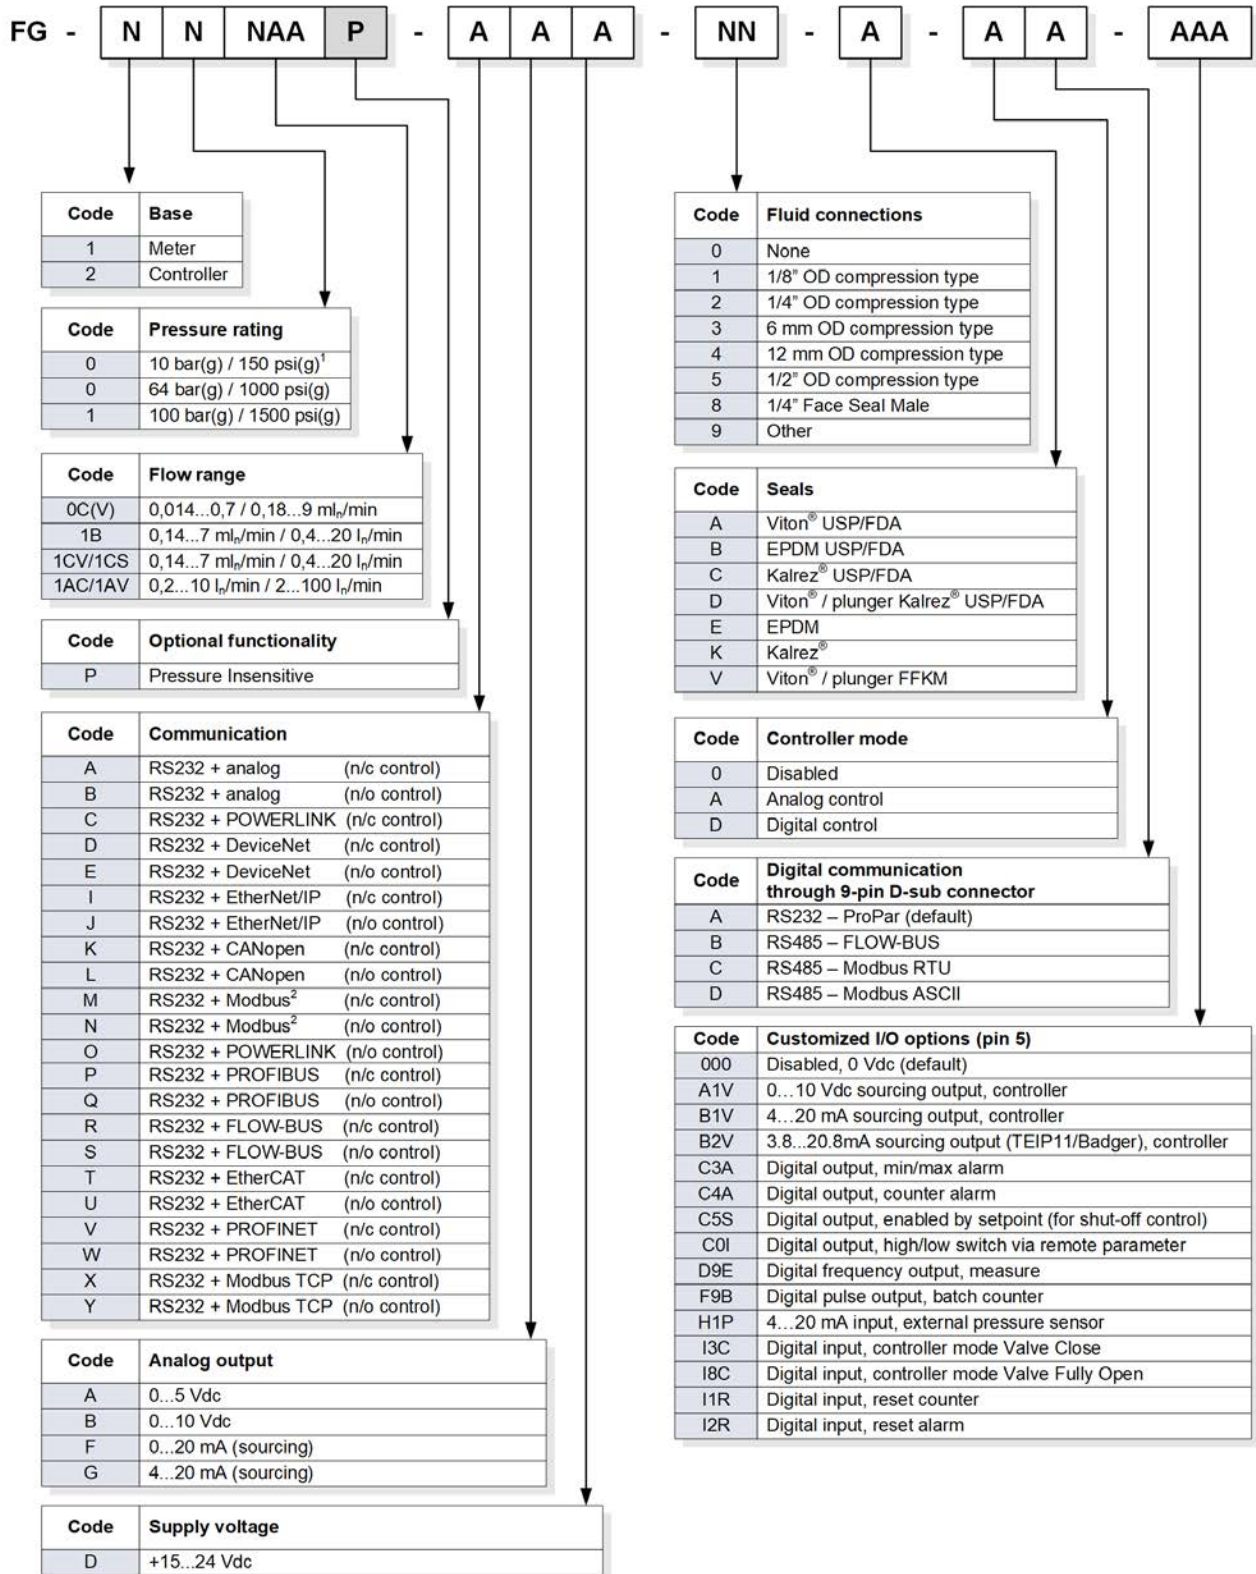 FG - N N NAA P - A A A - NN - A - A A - AAA
Code Base
1 Meter
2 Controller
Code Pressure rating
0 10 bar(g) / 150 psi(g)¹
0 64 bar(g) / 1000 psi(g)
1 100 bar(g) / 1500 psi(g)
Code Flow range
0C(V) 0,014...0,7 / 0,18...9 mlₙ/min
1B 0,14...7 mlₙ/min / 0,4...20 lₙ/min
1CV/1CS 0,14...7 mlₙ/min / 0,4...20 lₙ/min
1AC/1AV 0,2...10 lₙ/min / 2...100 lₙ/min
Code Optional functionality
P Pressure Insensitive
Code Communication
A RS232 + analog (n/c control)
B RS232 + analog (n/o control)
C RS232 + POWERLINK (n/c control)
D RS232 + DeviceNet (n/c control)
E RS232 + DeviceNet (n/o control)
I RS232 + EtherNet/IP (n/c control)
J RS232 + EtherNet/IP (n/o control)
K RS232 + CANopen (n/c control)
L RS232 + CANopen (n/o control)
M RS232 + Modbus² (n/c control)
N RS232 + Modbus² (n/o control)
O RS232 + POWERLINK (n/o control)
P RS232 + PROFIBUS (n/c control)
Q RS232 + PROFIBUS (n/o control)
R RS232 + FLOW-BUS (n/c control)
S RS232 + FLOW-BUS (n/o control)
T RS232 + EtherCAT (n/c control)
U RS232 + EtherCAT (n/o control)
V RS232 + PROFINET (n/c control)
W RS232 + PROFINET (n/o control)
X RS232 + Modbus TCP (n/c control)
Y RS232 + Modbus TCP (n/o control)
Code Analog output
A 0...5 Vdc
B 0...10 Vdc
F 0...20 mA (sourcing)
G 4...20 mA (sourcing)
Code Supply voltage
D +15...24 Vdc
Code Fluid connections
0 None
1 1/8” OD compression type
2 1/4” OD compression type
3 6 mm OD compression type
4 12 mm OD compression type
5 1/2” OD compression type
8 1/4” Face Seal Male
9 Other
Code Seals
A Viton® USP/FDA
B EPDM USP/FDA
C Kalrez® USP/FDA
D Viton® / plunger Kalrez® USP/FDA
E EPDM
K Kalrez®
V Viton® / plunger FFKM
Code Controller mode
0 Disabled
A Analog control
D Digital control
Code Digital communication
through 9-pin D-sub connector
A RS232 – ProPar (default)
B RS485 – FLOW-BUS
C RS485 – Modbus RTU
D RS485 – Modbus ASCII
Code Customized I/O options (pin 5)
000 Disabled, 0 Vdc (default)
A1V 0...10 Vdc sourcing output, controller
B1V 4...20 mA sourcing output, controller
B2V 3.8...20.8mA sourcing output (TEIP11/Badger), controller
C3A Digital output, min/max alarm
C4A Digital output, counter alarm
C5S Digital output, enabled by setpoint (for shut-off control)
C0I Digital output, high/low switch via remote parameter
D9E Digital frequency output, measure
F9B Digital pulse output, batch counter
H1P 4...20 mA input, external pressure sensor
I3C Digital input, controller mode Valve Close
I8C Digital input, controller mode Valve Fully Open
I1R Digital input, reset counter
I2R Digital input, reset alarm